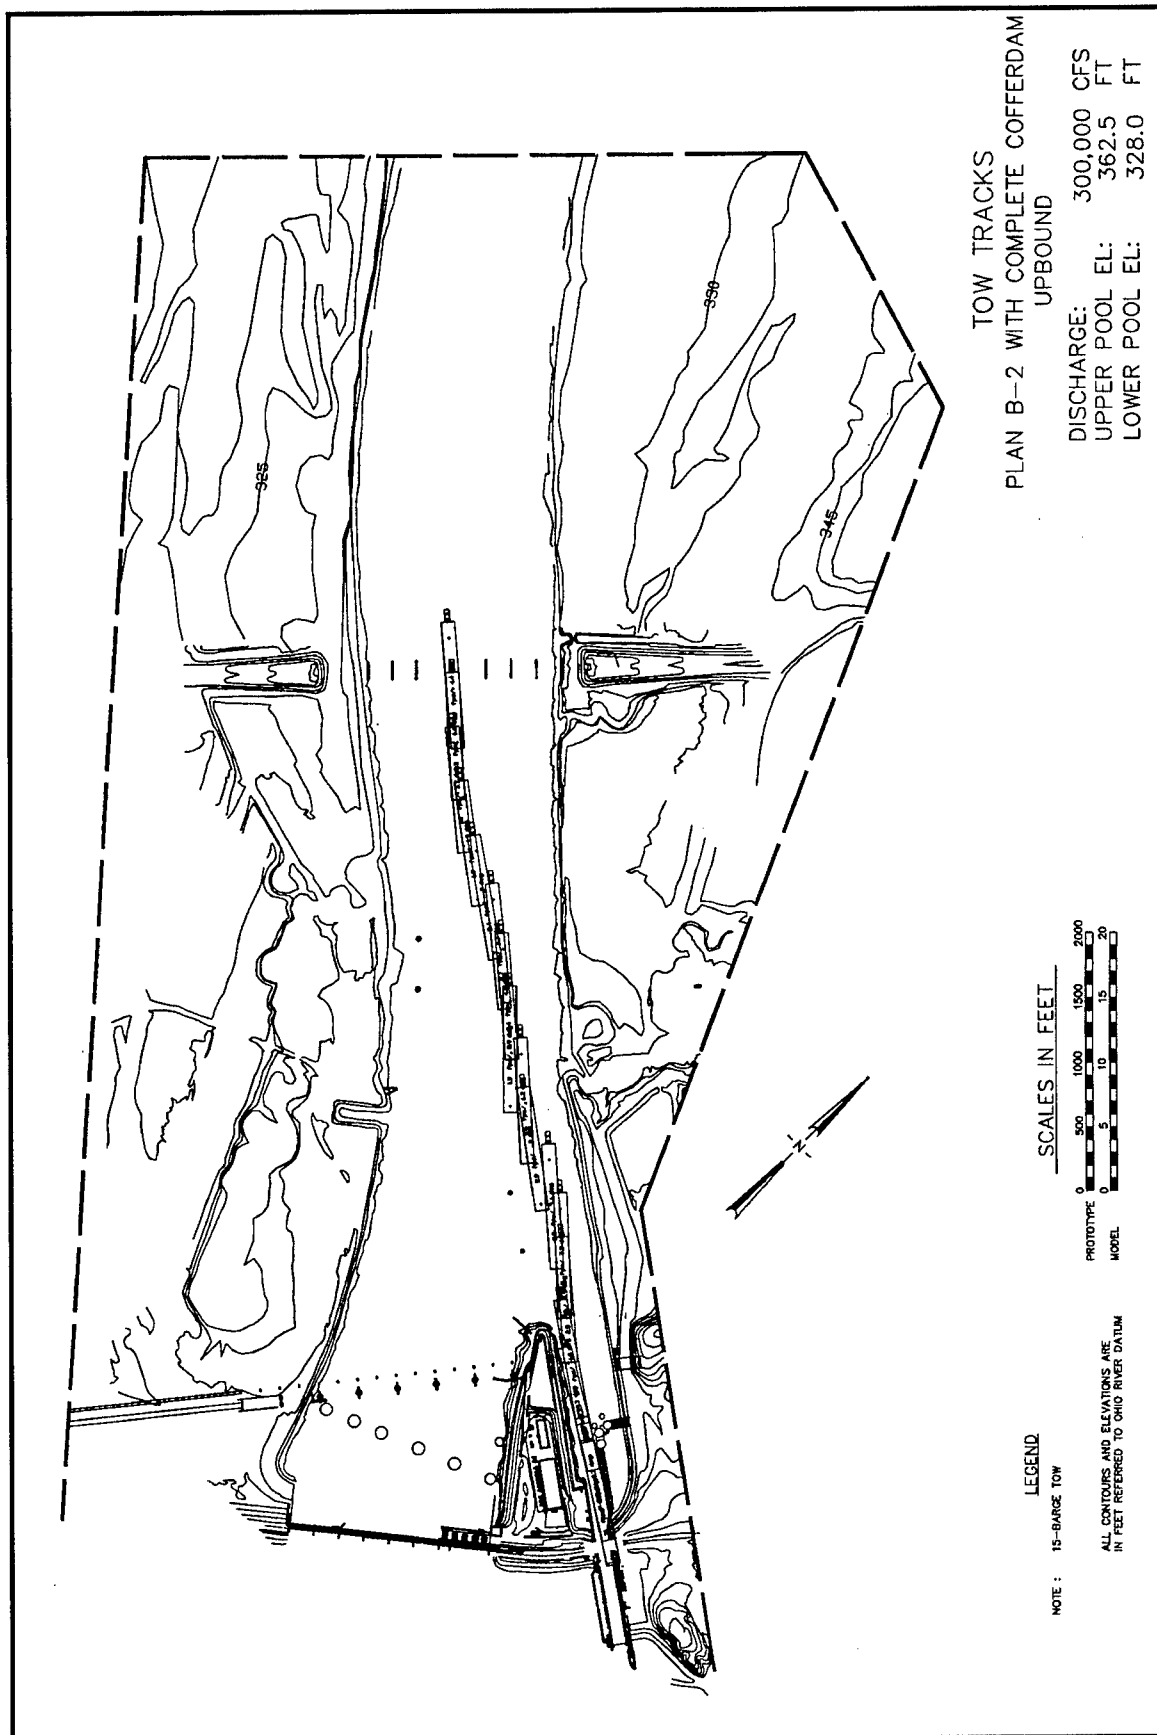 TOW TRACKS
PLAN B-2 WITH COMPLETE COFFERDAM
UPBOUND
DISCHARGE: 300,000 CFS
UPPER POOL EL: 362.5 FT
LOWER POOL EL: 328.0 FT
325
330
345
N
SCALES IN FEET
PROTOTYPE 0 500 1000 1500 2000
MODEL 0 5 10 15 20
LEGEND
NOTE : 15-BARGE TOW
ALL CONTOURS AND ELEVATIONS ARE
IN FEET REFERRED TO OHIO RIVER DATUM